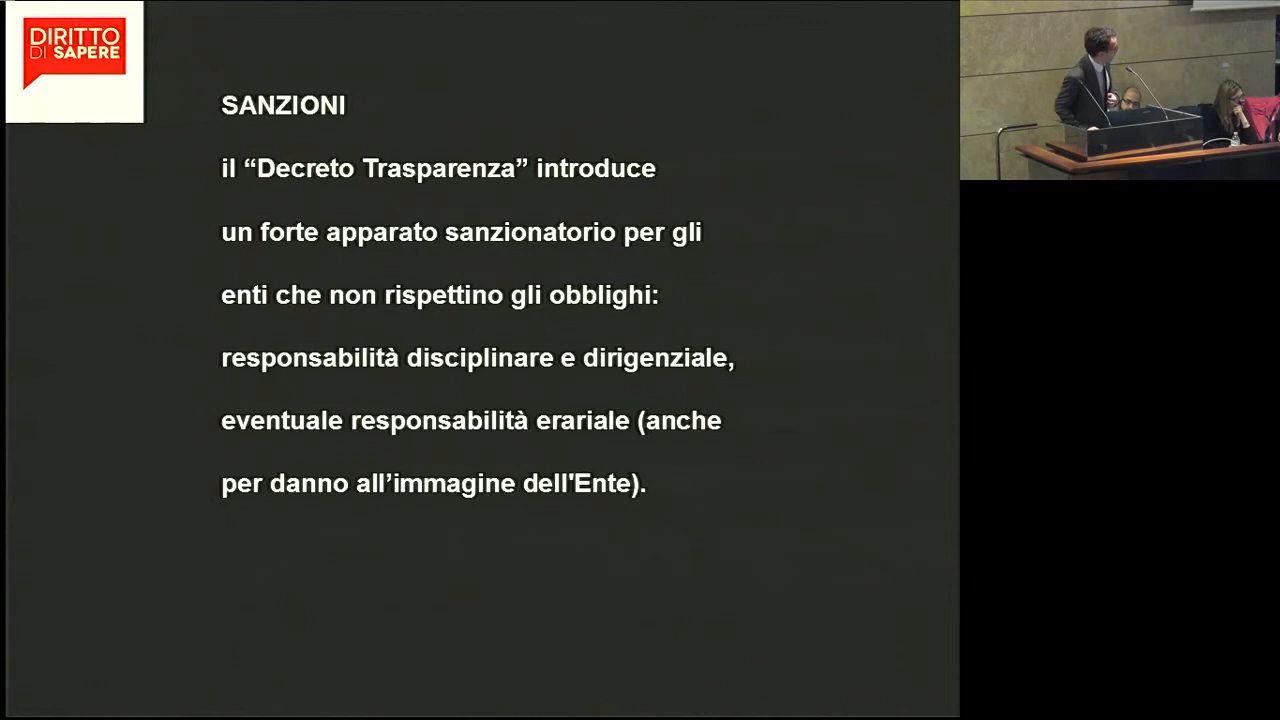 DIRITTO
DI SAPERE
SANZIONI
il “Decreto Trasparenza” introduce
un forte apparato sanzionatorio per gli
enti che non rispettino gli obblighi:
responsabilità disciplinare e dirigenziale,
eventuale responsabilità erariale (anche
per danno all’immagine dell'Ente).